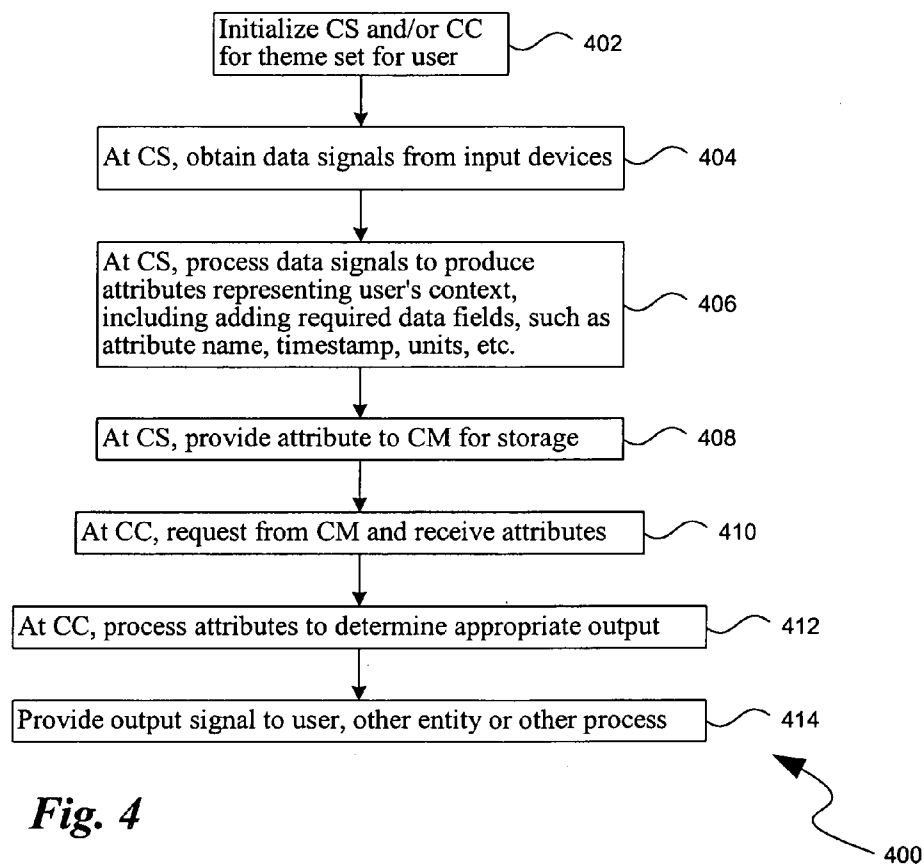 Initialize CS and/or CC
for theme set for user
402
At CS, obtain data signals from input devices
404
At CS, process data signals to produce
attributes representing user's context,
including adding required data fields, such as
attribute name, timestamp, units, etc.
406
At CS, provide attribute to CM for storage
408
At CC, request from CM and receive attributes
410
At CC, process attributes to determine appropriate output
412
Provide output signal to user, other entity or other process
414
Fig. 4
400